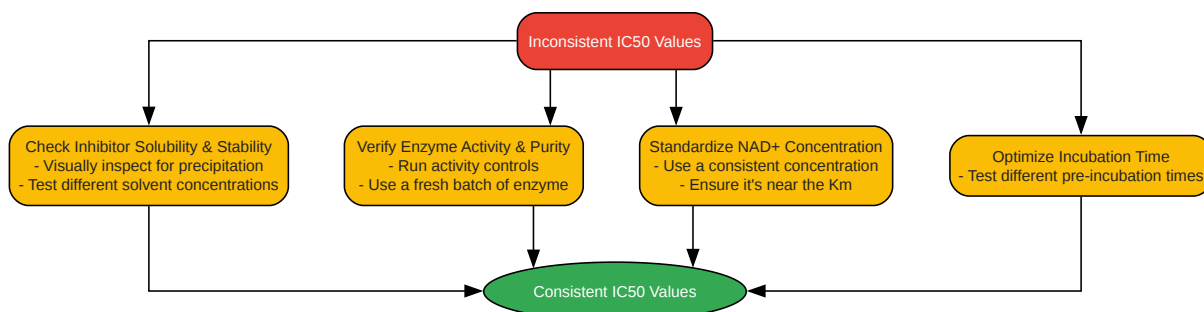 Inconsistent IC50 Values
Check Inhibitor Solubility & Stability
- Visually inspect for precipitation
- Test different solvent concentrations
Verify Enzyme Activity & Purity
- Run activity controls
- Use a fresh batch of enzyme
Standardize NAD+ Concentration
- Use a consistent concentration
- Ensure it's near the Km
Optimize Incubation Time
- Test different pre-incubation times
Consistent IC50 Values